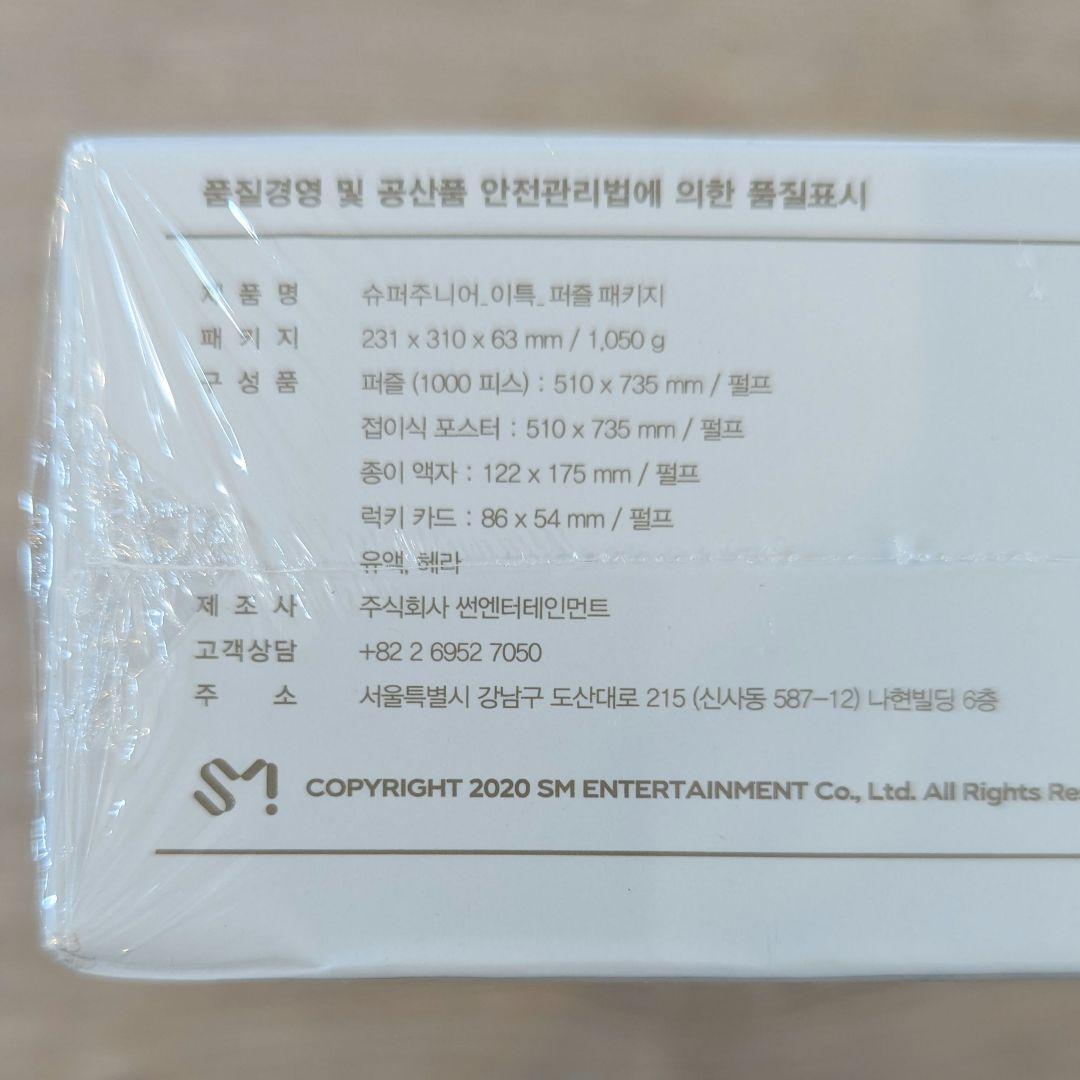 품질경영 및 공산품 안전관리법에 의한 품질표시
제 품 명 슈퍼주니어_이특_ 퍼즐 패키지
패 키 지 231 x 310 x 63 mm / 1,050 g
구 성 품 퍼즐 (1000 피스) : 510 x 735 mm / 펄프
접이식 포스터 : 510 x 735 mm / 펄프
종이 액자 : 122 x 175 mm / 펄프
럭키 카드 : 86 x 54 mm / 펄프
유액, 헤라
제 조 사 주식회사 썬엔터테인먼트
고객상담 +82 2 6952 7050
주 소 서울특별시 강남구 도산대로 215 (신사동 587-12) 나현빌딩 6층
SM COPYRIGHT 2020 SM ENTERTAINMENT Co., Ltd. All Rights Res